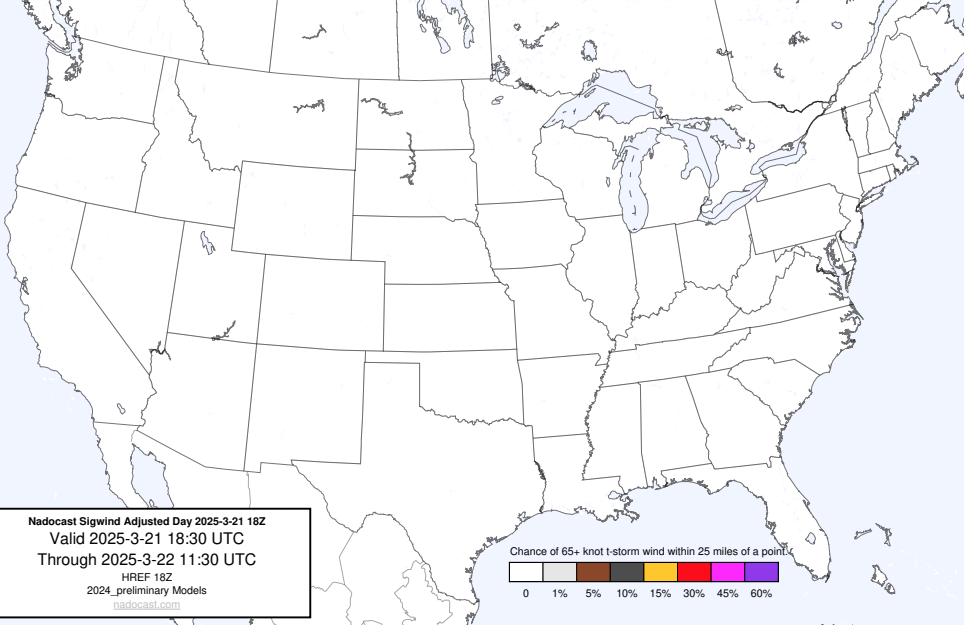 Nadocast Sigwind Adjusted Day 2025-3-21 18Z
Valid 2025-3-21 18:30 UTC
Through 2025-3-22 11:30 UTC
HREF 18Z
2024_preliminary Models
nadocast.com
Chance of 65+ knot t-storm wind within 25 miles of a point.
0 1% 5% 10% 15% 30% 45% 60%